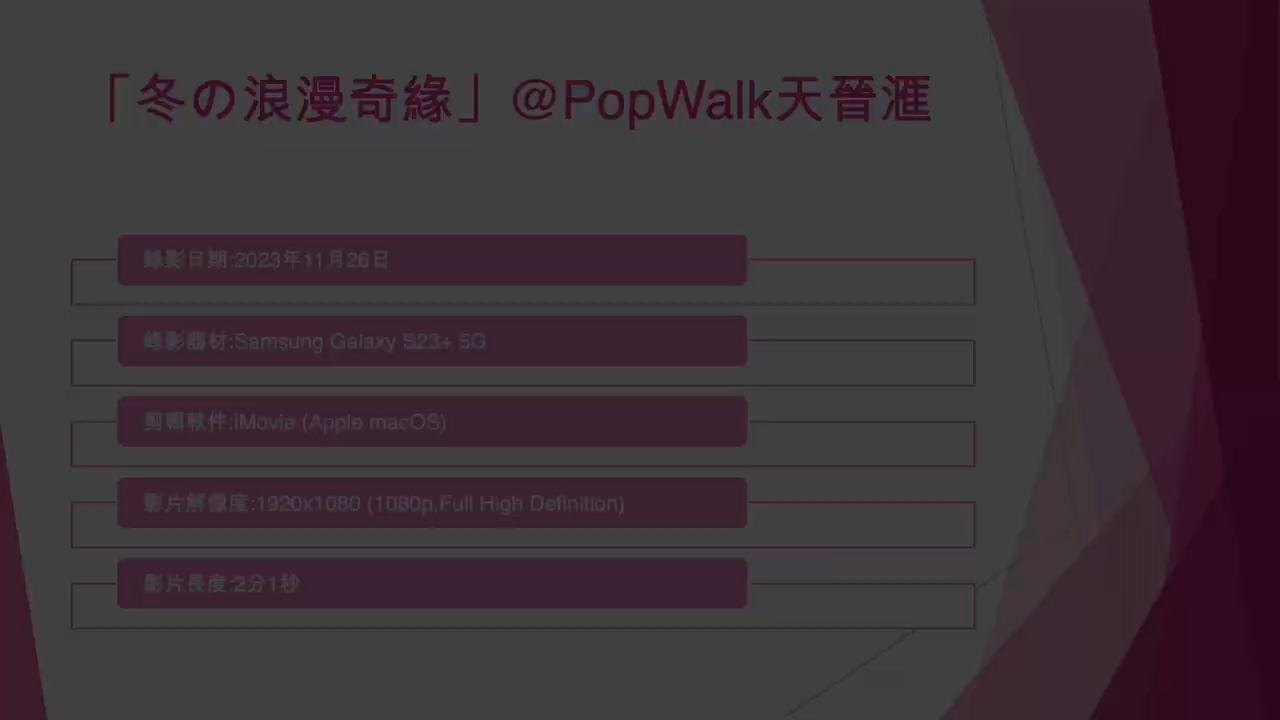 「冬の浪漫奇緣」@PopWalk天晉滙
錄影日期:2023年11月26日
錄影器材:Samsung Galaxy S23+ 5G
剪輯軟件:iMovie (Apple macOS)
影片解像度:1920x1080 (1080p,Full High Definition)
影片長度:2分1秒